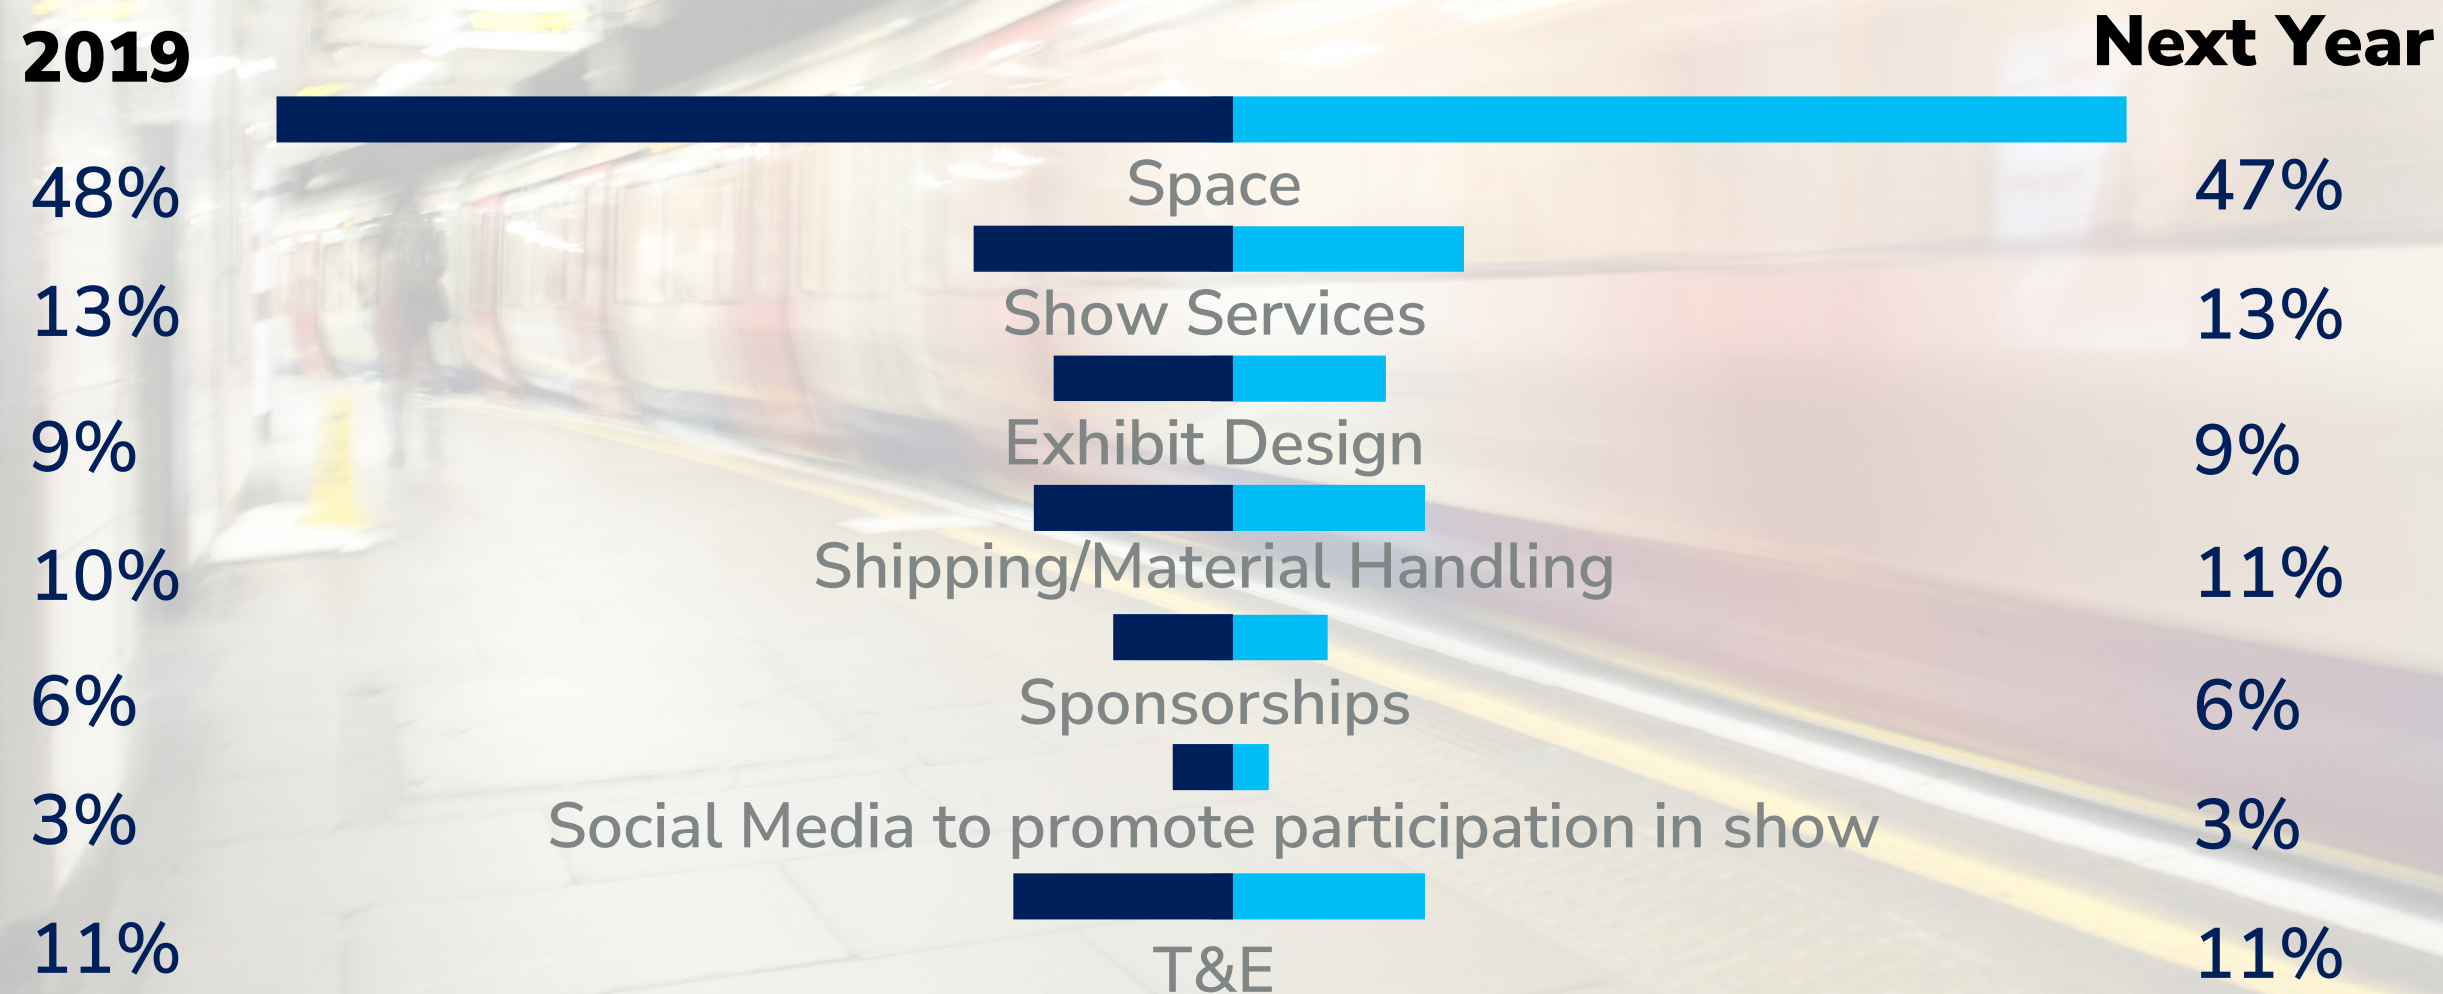 2019
Next Year
48%
Space
47%
13%
Show Services
13%
9%
Exhibit Design
9%
10%
Shipping/Material Handling
11%
6%
Sponsorships
6%
3%
Social Media to promote participation in show
3%
11%
T&E
11%